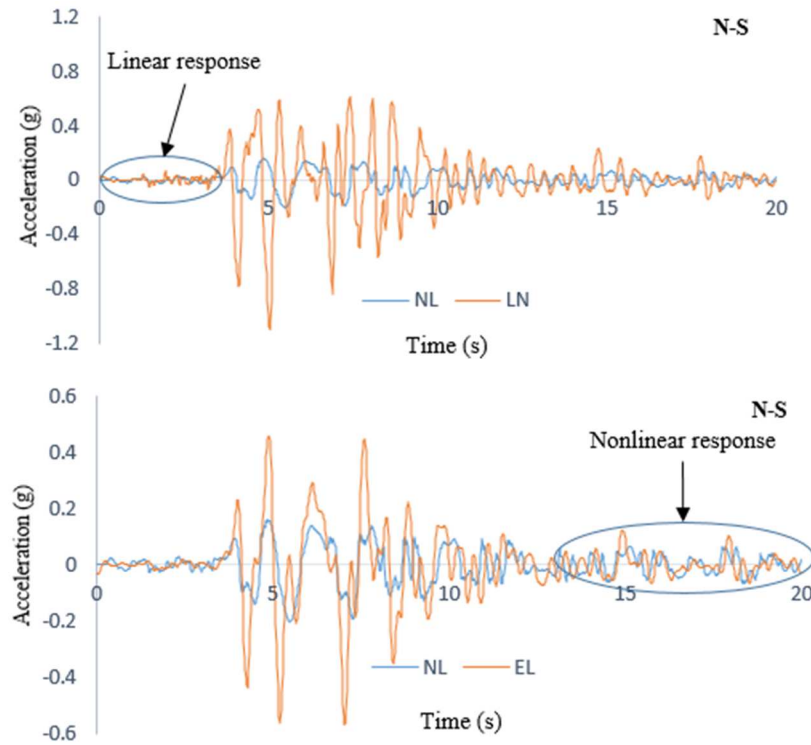 1.2
N-S
Linear response
0.8
0.4
Acceleration (g)
0
0 5 10 15 20
-0.4
-0.8
NL LN
-1.2
Time (s)
0.6
N-S
Nonlinear response
0.4
0.2
Acceleration (g)
0
0 5 10 15 20
-0.2
-0.4
NL EL
-0.6
Time (s)